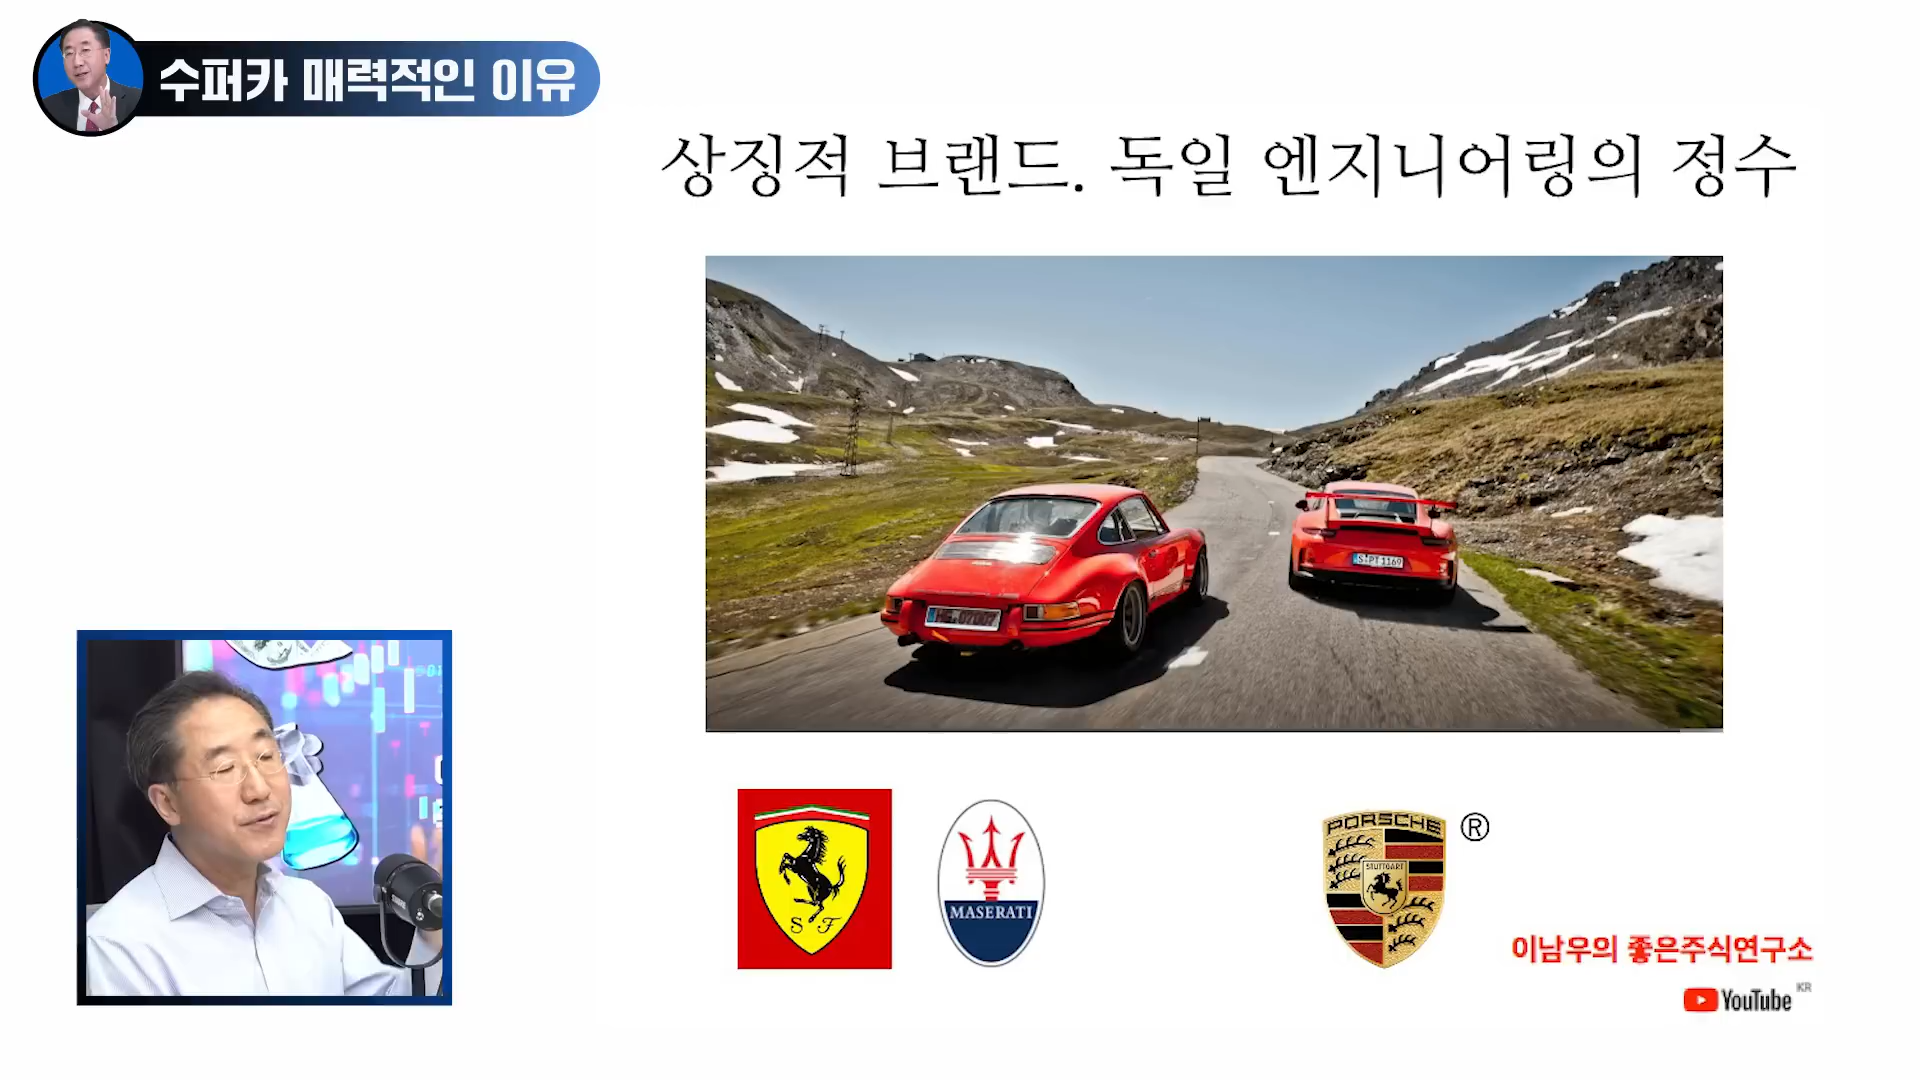 수퍼카 매력적인 이유
상징적 브랜드. 독일 엔지니어링의 정수
S·PT 1169
S F
MASERATI
PORSCHE
STUTTGART
®
이남우의 좋은주식연구소
YouTube KR